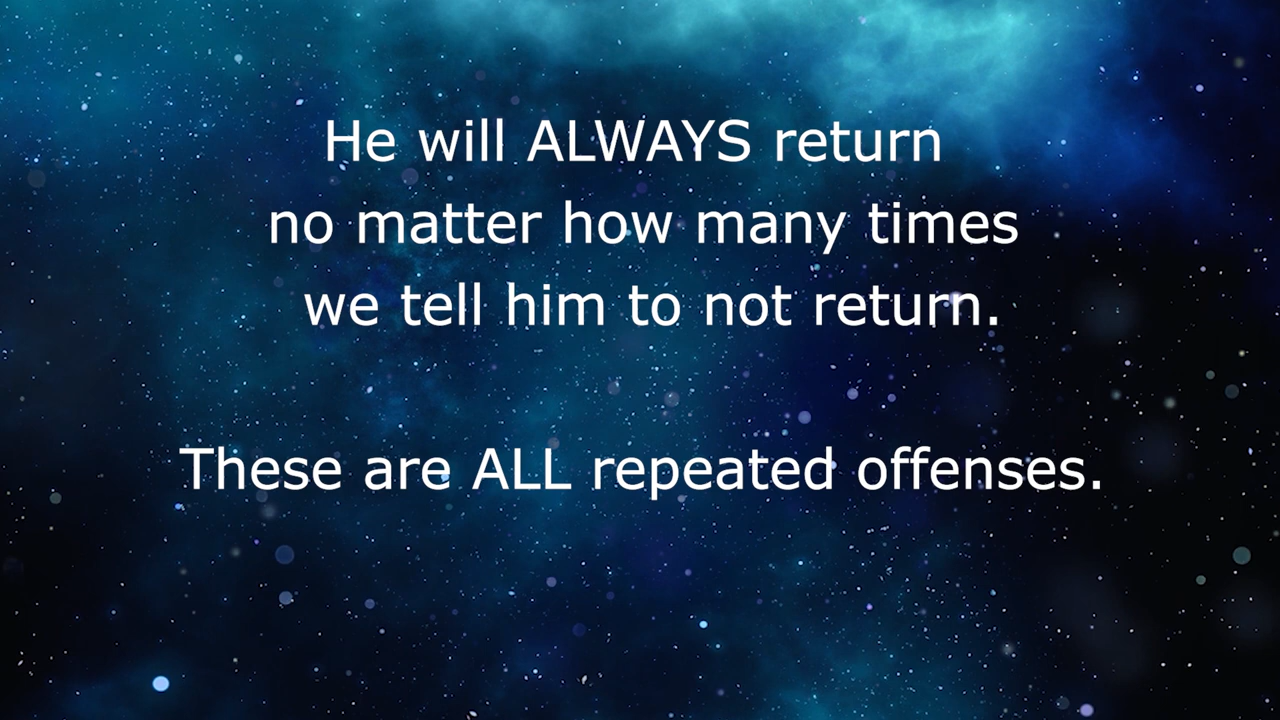 He will ALWAYS return
no matter how many times
we tell him to not return.
These are ALL repeated offenses.